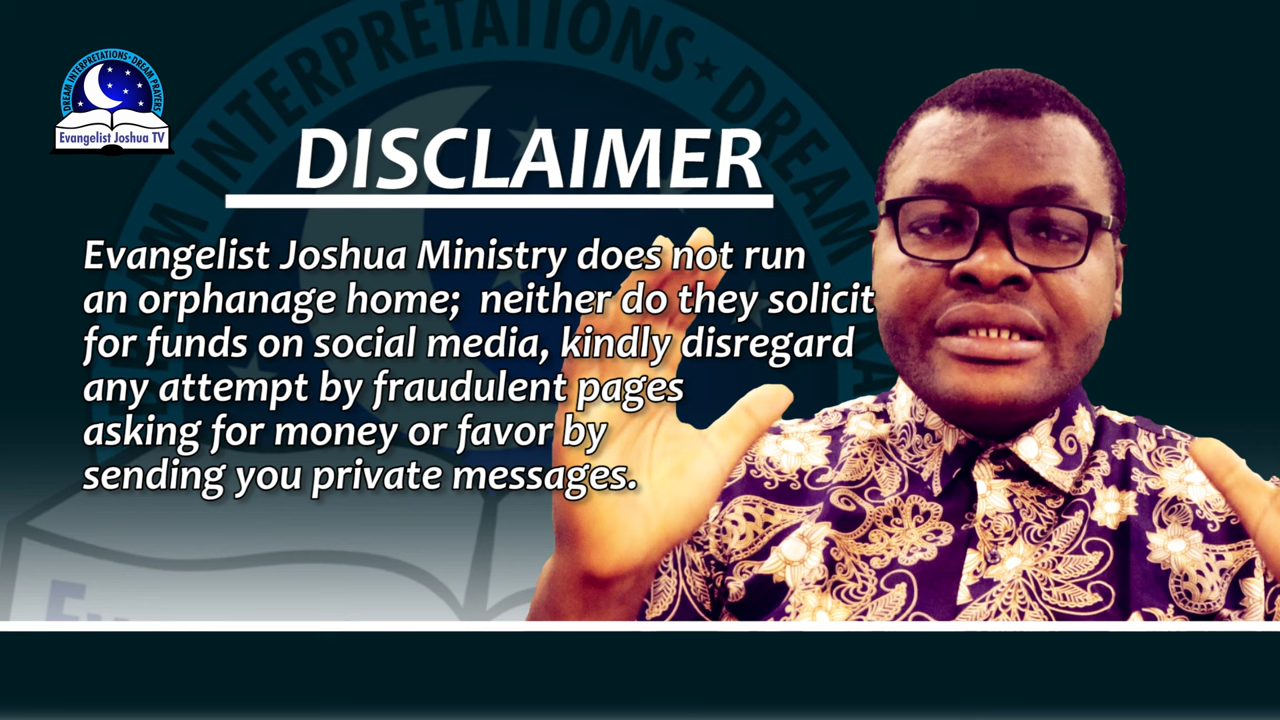 DREAM INTERPRETATIONS • DREAM PRAYERS
Evangelist Joshua TV
INTERPRETATIONS ★ DREAM
DISCLAIMER
Evangelist Joshua Ministry does not run
an orphanage home;  neither do they solicit
for funds on social media, kindly disregard
any attempt by fraudulent pages
asking for money or favor by
sending you private messages.